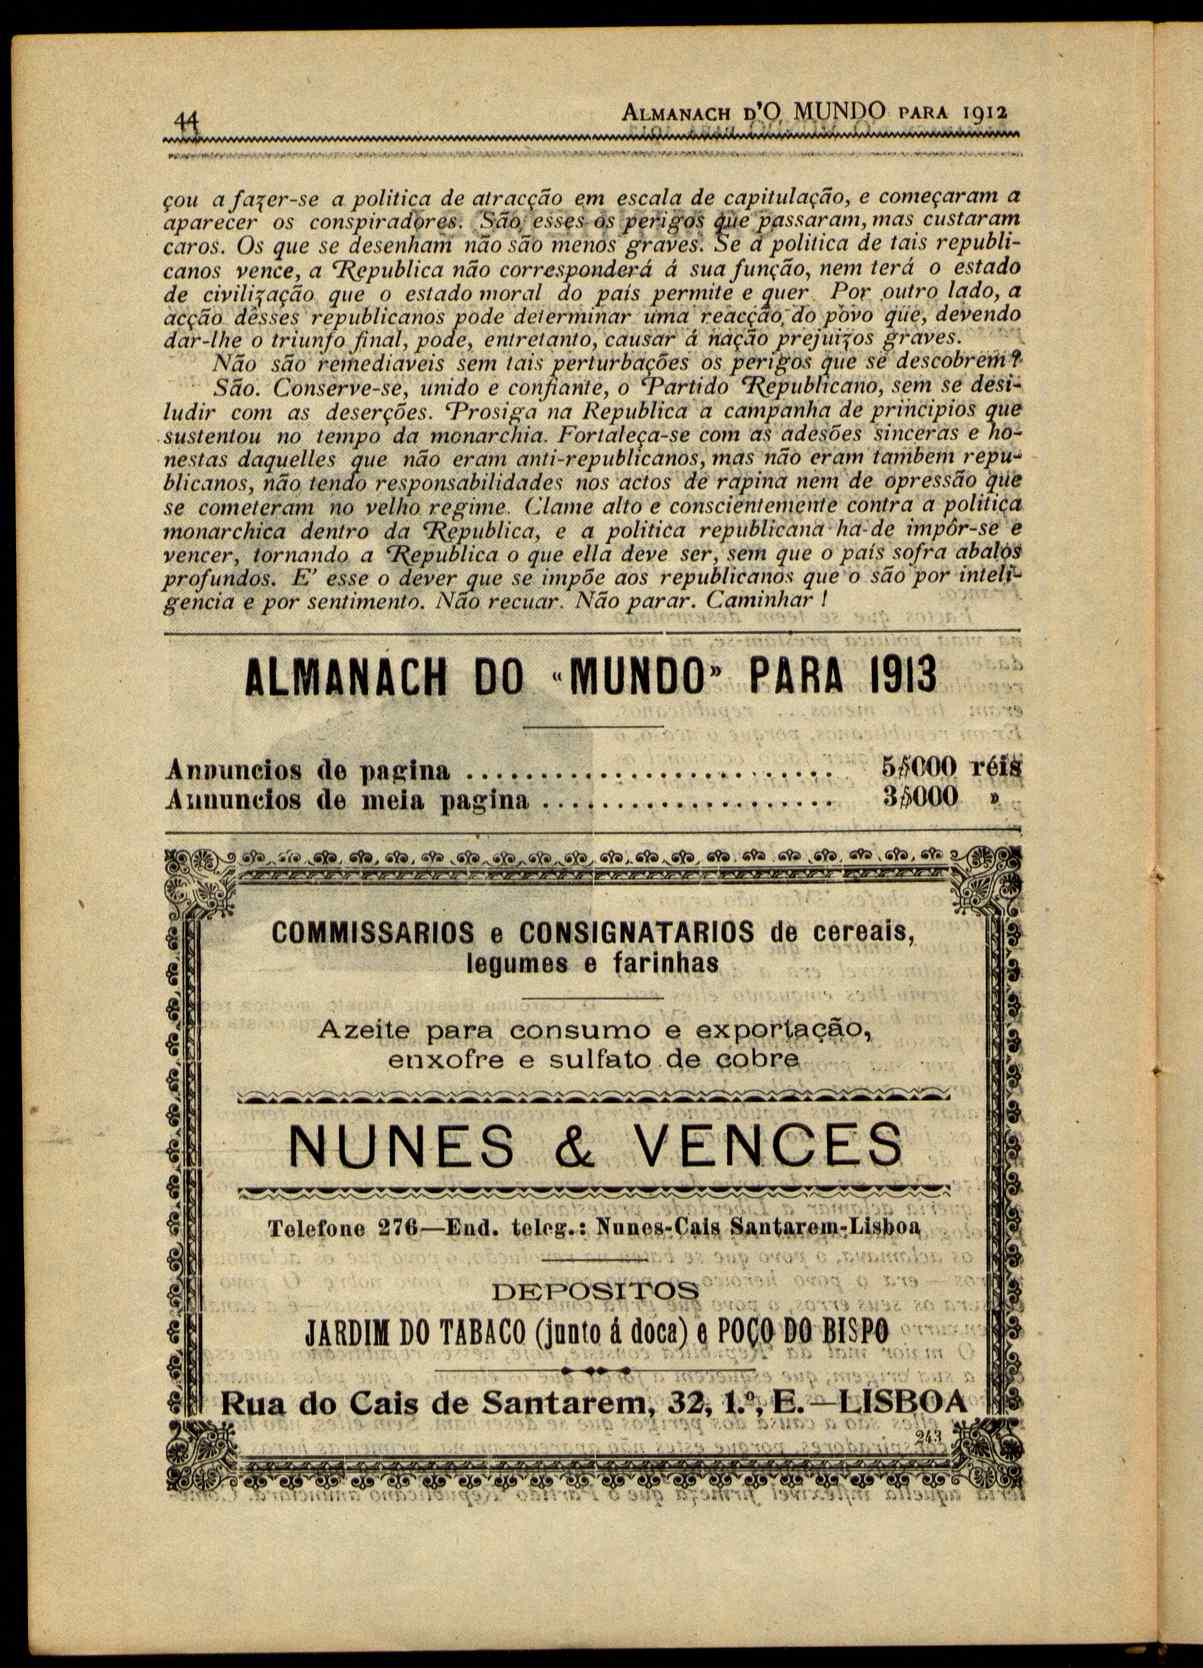 44
ALMANACH D'O MUNDO PARA 1912
çou a fazer-se a politica de atracção em escala de capitulação, e começaram a
aparecer os conspiradores. São esses os perigos que passaram, mas custaram
caros. Os que se desenham não são menos graves. Se a politica de tais republi-
canos vence, a Republica não corresponderá á sua função, nem terá o estado
de civilização que o estado moral do país permite e quer. Por outro lado, a
acção desses republicanos pode determinar uma reacção do povo que, devendo
dar-lhe o triunfo final, pode, entretanto, causar á nação prejuizos graves.
Não são remediaveis sem tais perturbações os perigos que se descobrem?
São. Conserve-se, unido e confiante, o Partido Republicano, sem se desi-
ludir com as deserções. Prosiga na Republica a campanha de principios que
sustentou no tempo da monarchia. Fortaleça-se com as adesões sinceras e ho-
nestas daquelles que não eram anti-republicanos, mas não eram tambem repu-
blicanos, não tendo responsabilidades nos actos de rapina nem de opressão que
se cometeram no velho regime. Clame alto e conscientemente contra a politica
monarchica dentro da Republica, e a politica republicana ha-de impôr-se e
vencer, tornando a Republica o que ella deve ser, sem que o país sofra abalos
profundos. E' esse o dever que se impõe aos republicanos que o são por inteli-
gencia e por sentimento. Não recuar. Não parar. Caminhar!
ALMANACH DO «MUNDO» PARA 1913
Annuncios de pagina ........................ 5$000 réis
Annuncios de meia pagina .................... 3$000 »
COMMISSARIOS e CONSIGNATARIOS de cereais,
legumes e farinhas
Azeite para consumo e exportação,
enxofre e sulfato de cobre
NUNES & VENCES
Telefone 276—End. teleg.: Nunes-Cais Santarem-Lisboa
DEPOSITOS
JARDIM DO TABACO (junto á doca) e POÇO DO BISPO
Rua do Cais de Santarem, 32, 1.º, E.—LISBOA
243